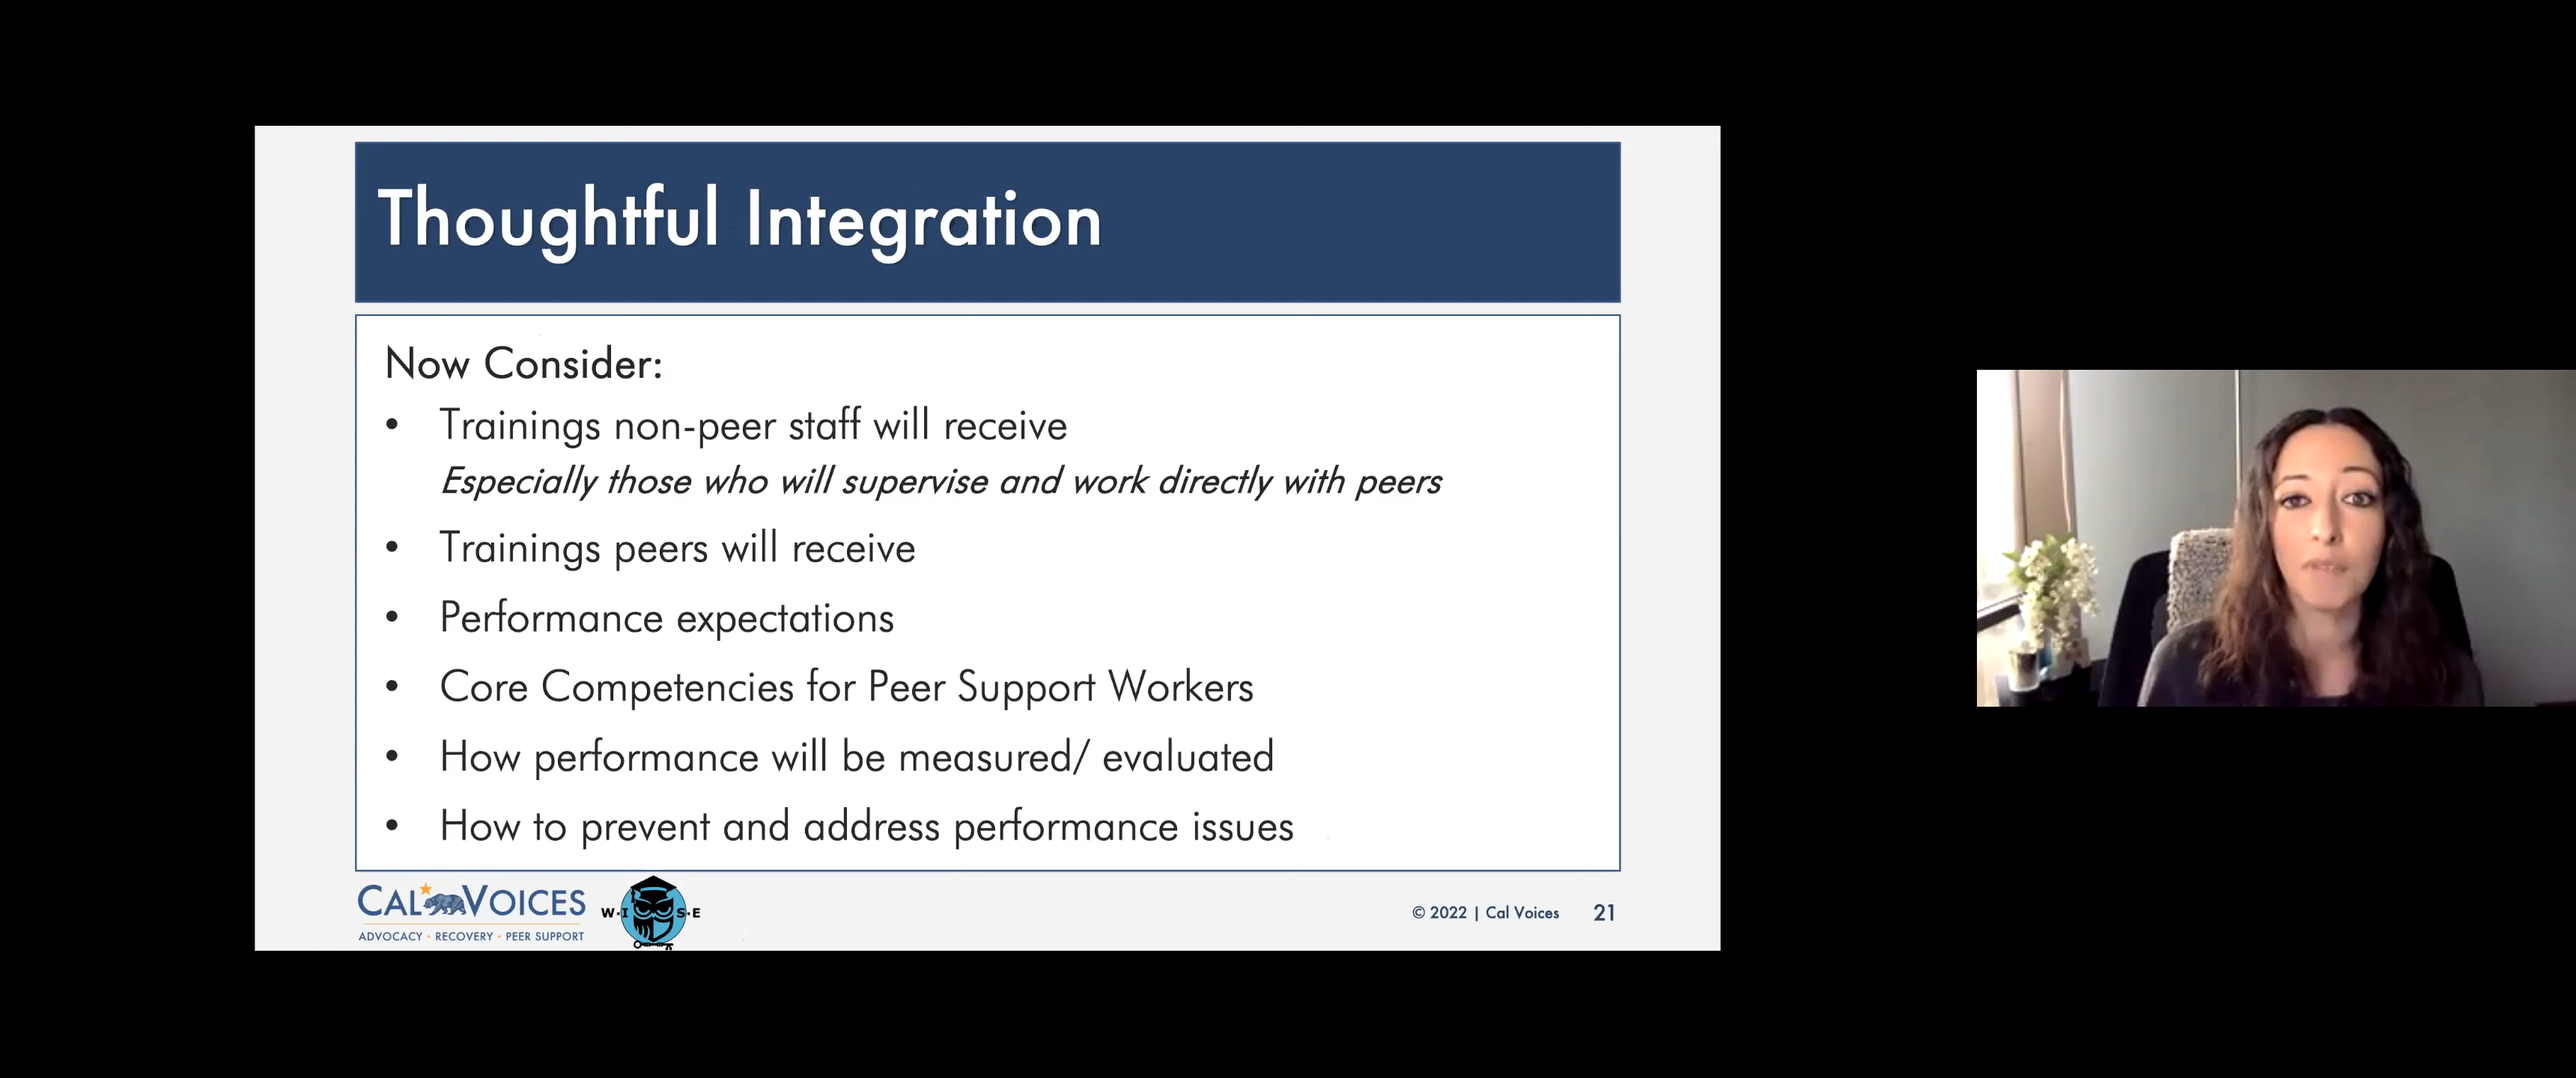 Thoughtful Integration
Now Consider:
• Trainings non-peer staff will receive
Especially those who will supervise and work directly with peers
• Trainings peers will receive
• Performance expectations
• Core Competencies for Peer Support Workers
• How performance will be measured/ evaluated
• How to prevent and address performance issues
CAL VOICES
ADVOCACY · RECOVERY · PEER SUPPORT
W·I S·E
© 2022 | Cal Voices 21